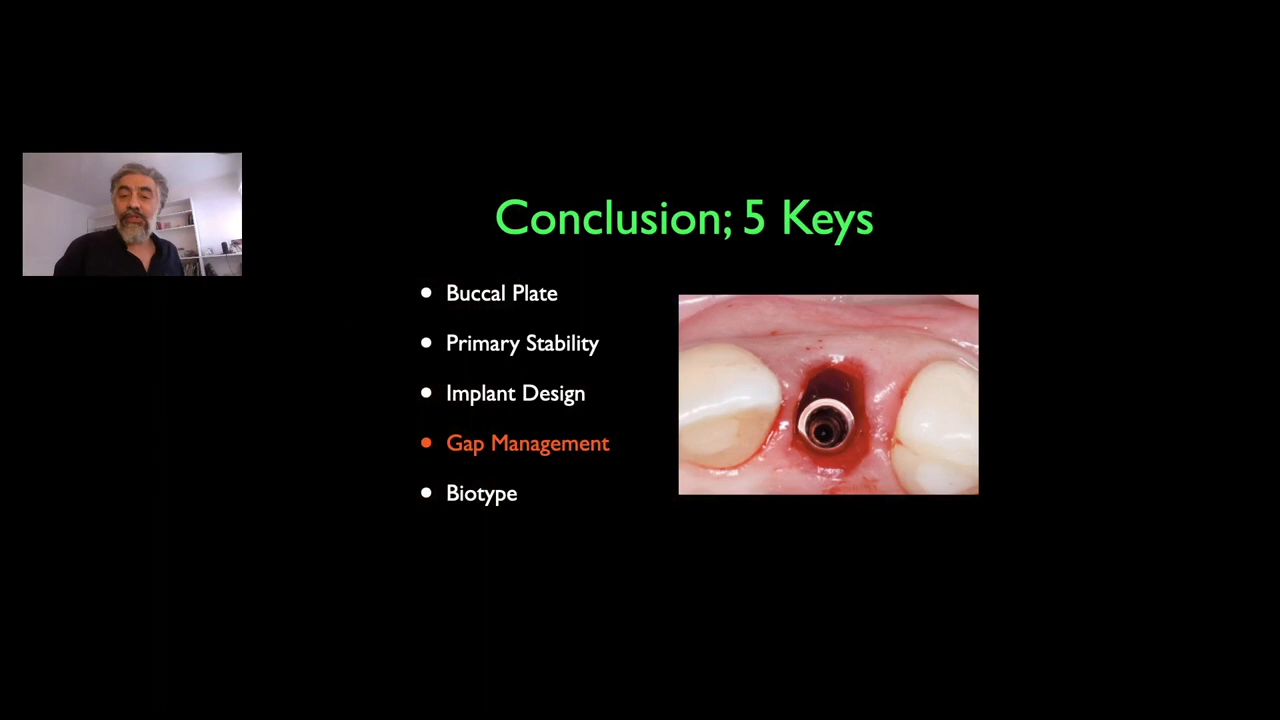 Conclusion; 5 Keys
• Buccal Plate
• Primary Stability
• Implant Design
• Gap Management
• Biotype